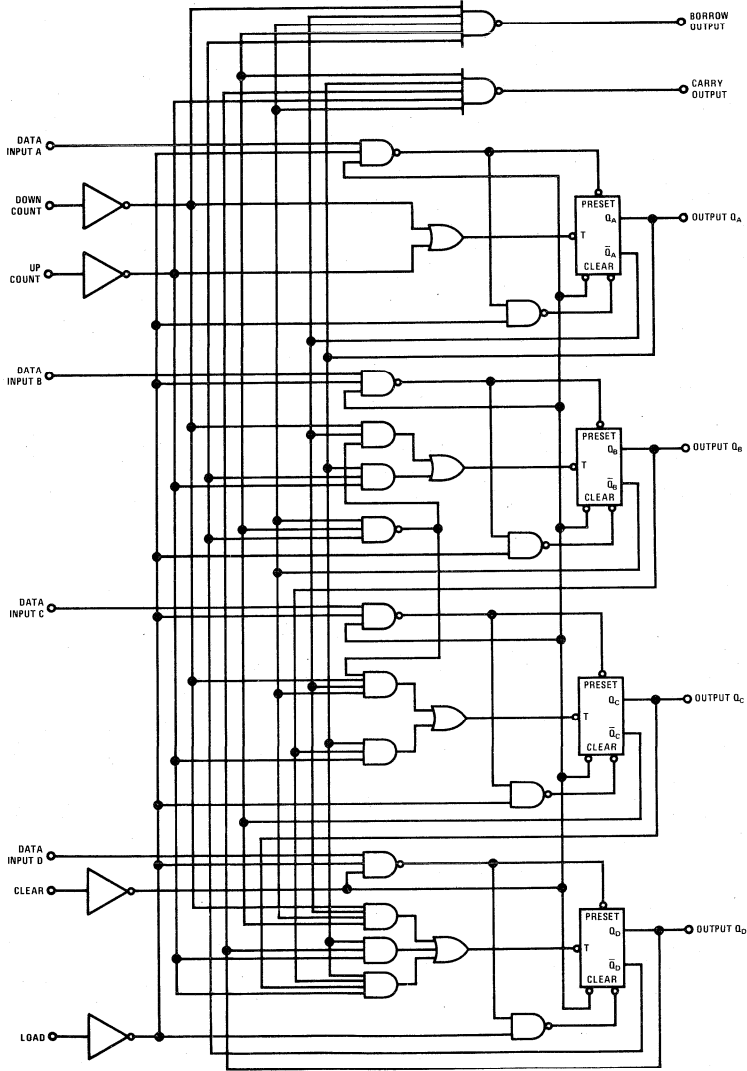 BORROW
OUTPUT
CARRY
OUTPUT
DATA
INPUT A
DOWN
COUNT
PRESET
QA
OUTPUT QA
T
Q̅A
CLEAR
UP
COUNT
DATA
INPUT B
PRESET
QB
OUTPUT QB
T
Q̅B
CLEAR
DATA
INPUT C
PRESET
QC
OUTPUT QC
T
Q̅C
CLEAR
DATA
INPUT D
CLEAR
PRESET
QD
OUTPUT QD
T
Q̅D
CLEAR
LOAD